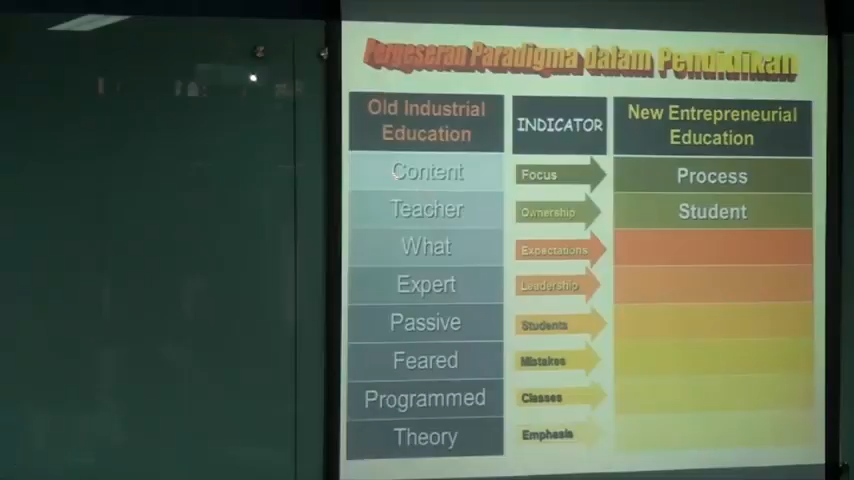 Pergeseran Paradigma dalam Pendidikan
Old Industrial
Education
INDICATOR
New Entrepreneurial
Education
Content
Focus
Process
Teacher
Ownership
Student
What
Expectations
Expert
Leadership
Passive
Students
Feared
Mistakes
Programmed
Classes
Theory
Emphasis